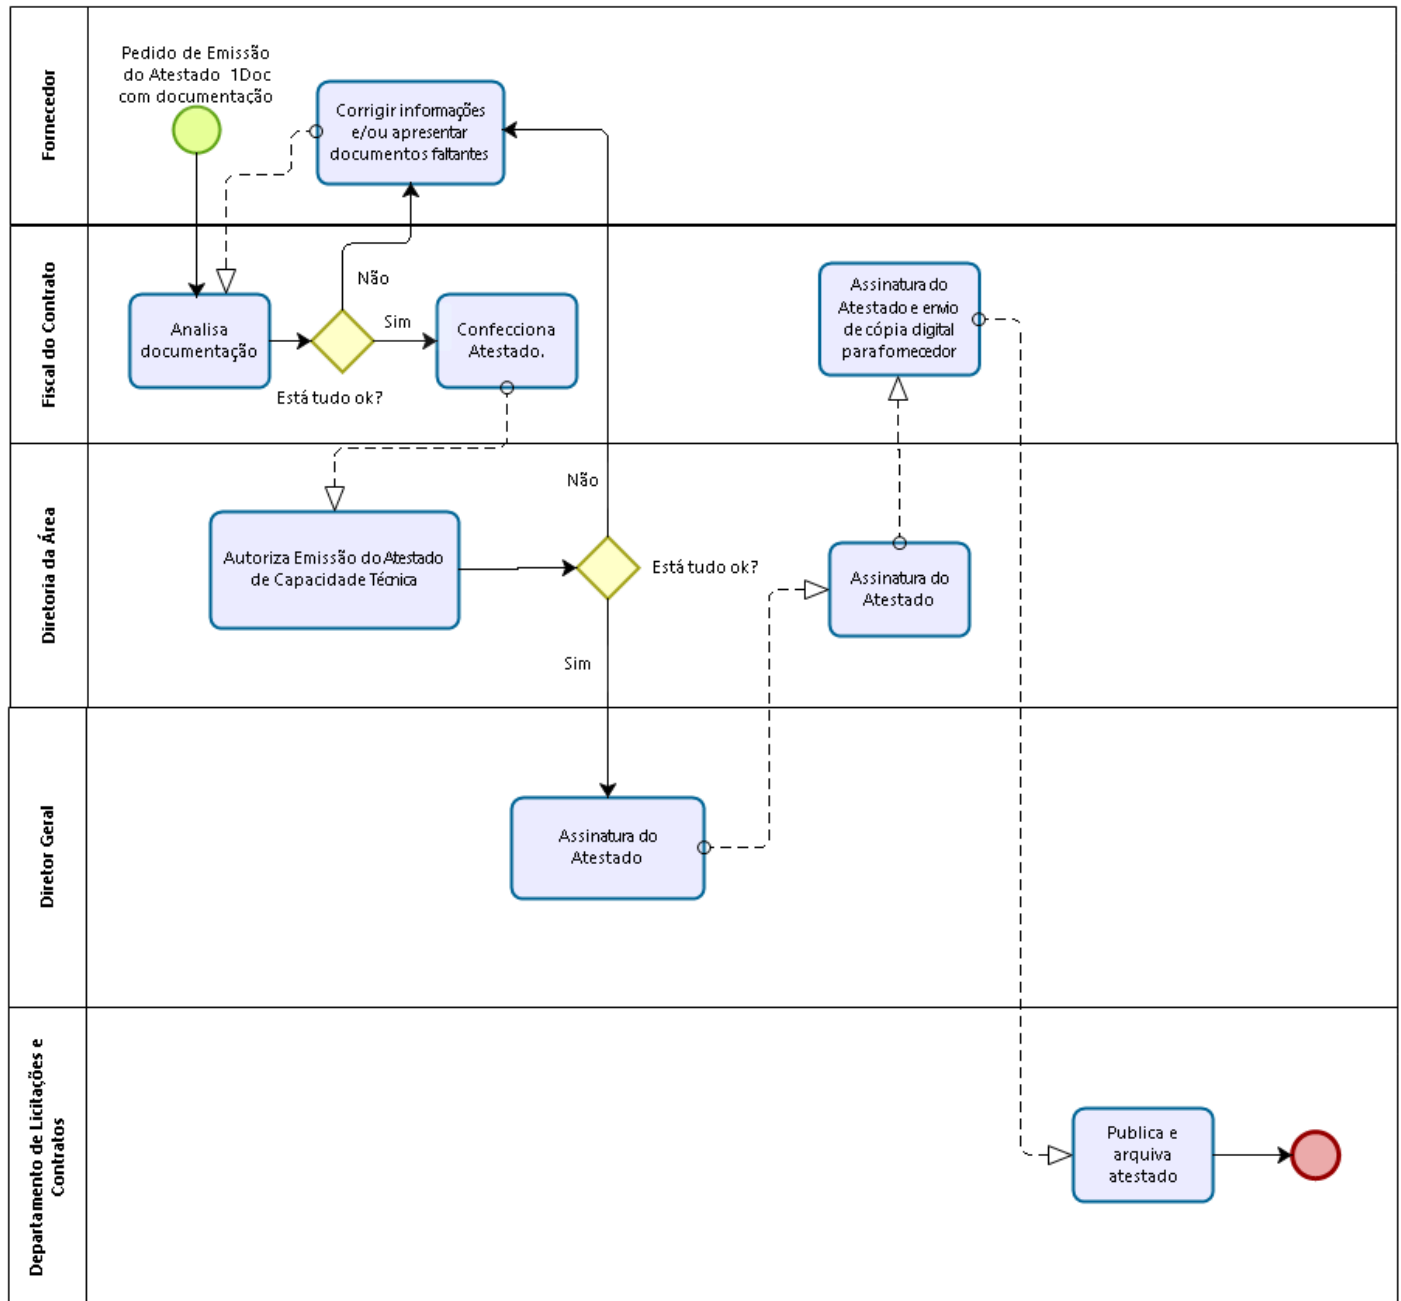 Fornecedor
Pedido de Emissão
do Atestado 1Doc
com documentação
Corrigir informações
e/ou apresentar
documentos faltantes
Fiscal do Contrato
Analisa
documentação
Não
Sim
Está tudo ok?
Confecciona
Atestado.
Assinatura do
Atestado e envio
de cópia digital
para fornecedor
Diretoria da Área
Autoriza Emissão do Atestado
de Capacidade Técnica
Não
Está tudo ok?
Sim
Assinatura do
Atestado
Diretor Geral
Assinatura do
Atestado
Departamento de Licitações e
Contratos
Publica e
arquiva
atestado